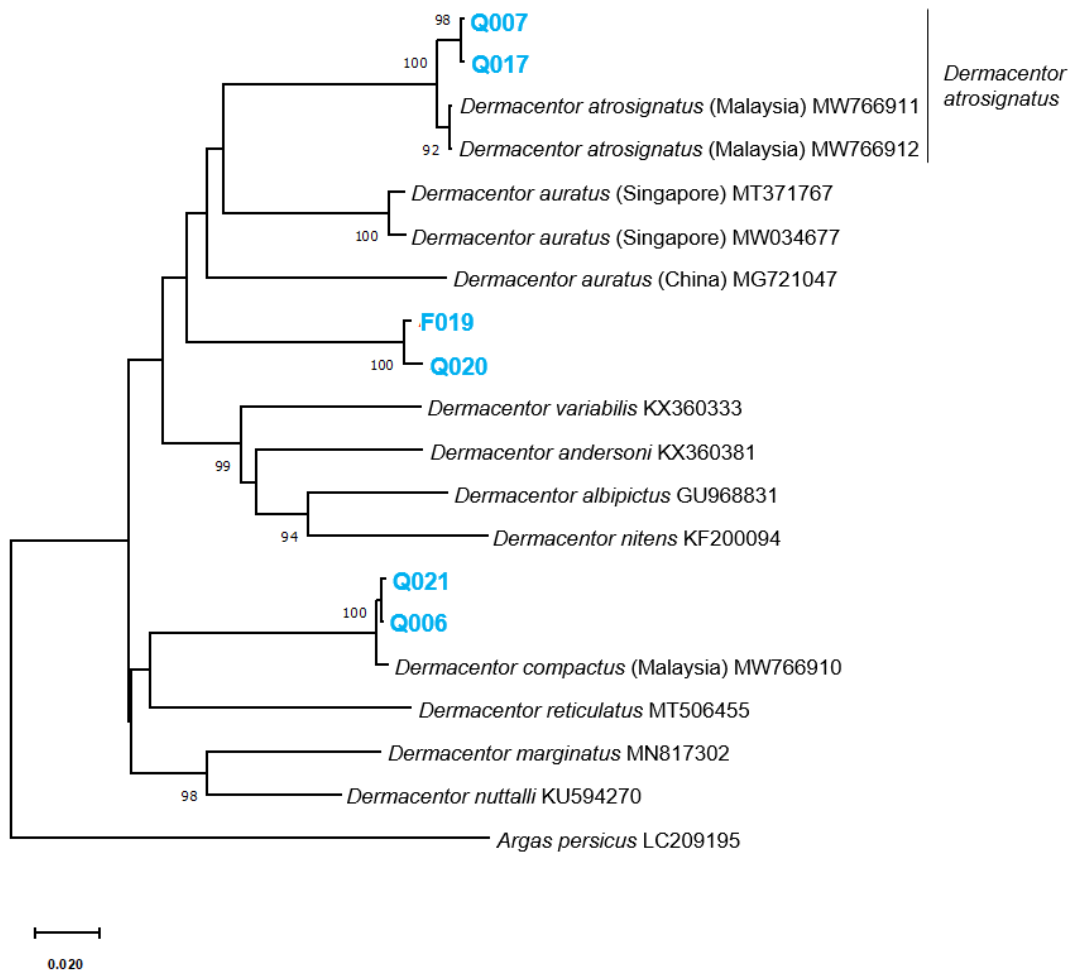 98
Q007
100
Q017
Dermacentor atrosignatus (Malaysia) MW766911
Dermacentor
atrosignatus
92
Dermacentor atrosignatus (Malaysia) MW766912
Dermacentor auratus (Singapore) MT371767
100
Dermacentor auratus (Singapore) MW034677
Dermacentor auratus (China) MG721047
F019
100
Q020
Dermacentor variabilis KX360333
99
Dermacentor andersoni KX360381
Dermacentor albipictus GU968831
94
Dermacentor nitens KF200094
Q021
100
Q006
Dermacentor compactus (Malaysia) MW766910
Dermacentor reticulatus MT506455
Dermacentor marginatus MN817302
98
Dermacentor nuttalli KU594270
Argas persicus LC209195
0.020